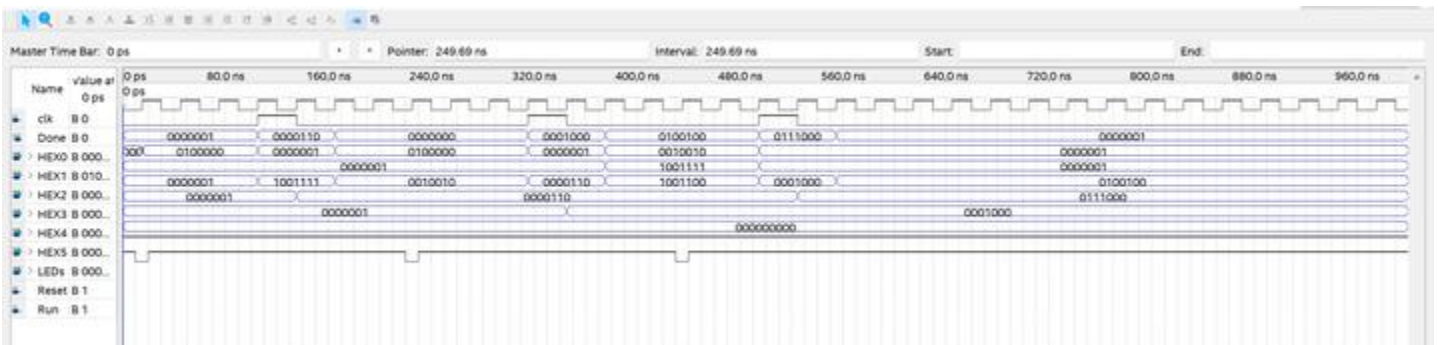 Master Time Bar: 0 ps Pointer: 249.69 ns Interval: 249.69 ns Start: End:
Name Value at 0 ps
0 ps 80.0 ns 160.0 ns 240.0 ns 320.0 ns 400.0 ns 480.0 ns 560.0 ns 640.0 ns 720.0 ns 800.0 ns 880.0 ns 960.0 ns
0 ps
clk B 0
Done B 0
0000001 0000110 0000000 0001000 0100100 0111000 0000001
HEX0 B 000...
0100000 0000001 0100000 0000001 0010010 0000001
0000001 1001111 0000001
HEX1 B 010...
0000001 1001111 0010010 0000110 1001100 0001000 0100100
HEX2 B 000...
0000001 0000110 0111000
HEX3 B 000...
0000001 0001000
HEX4 B 000...
000000000
HEX5 B 000...
LEDs B 000...
Reset B 1
Run B 1